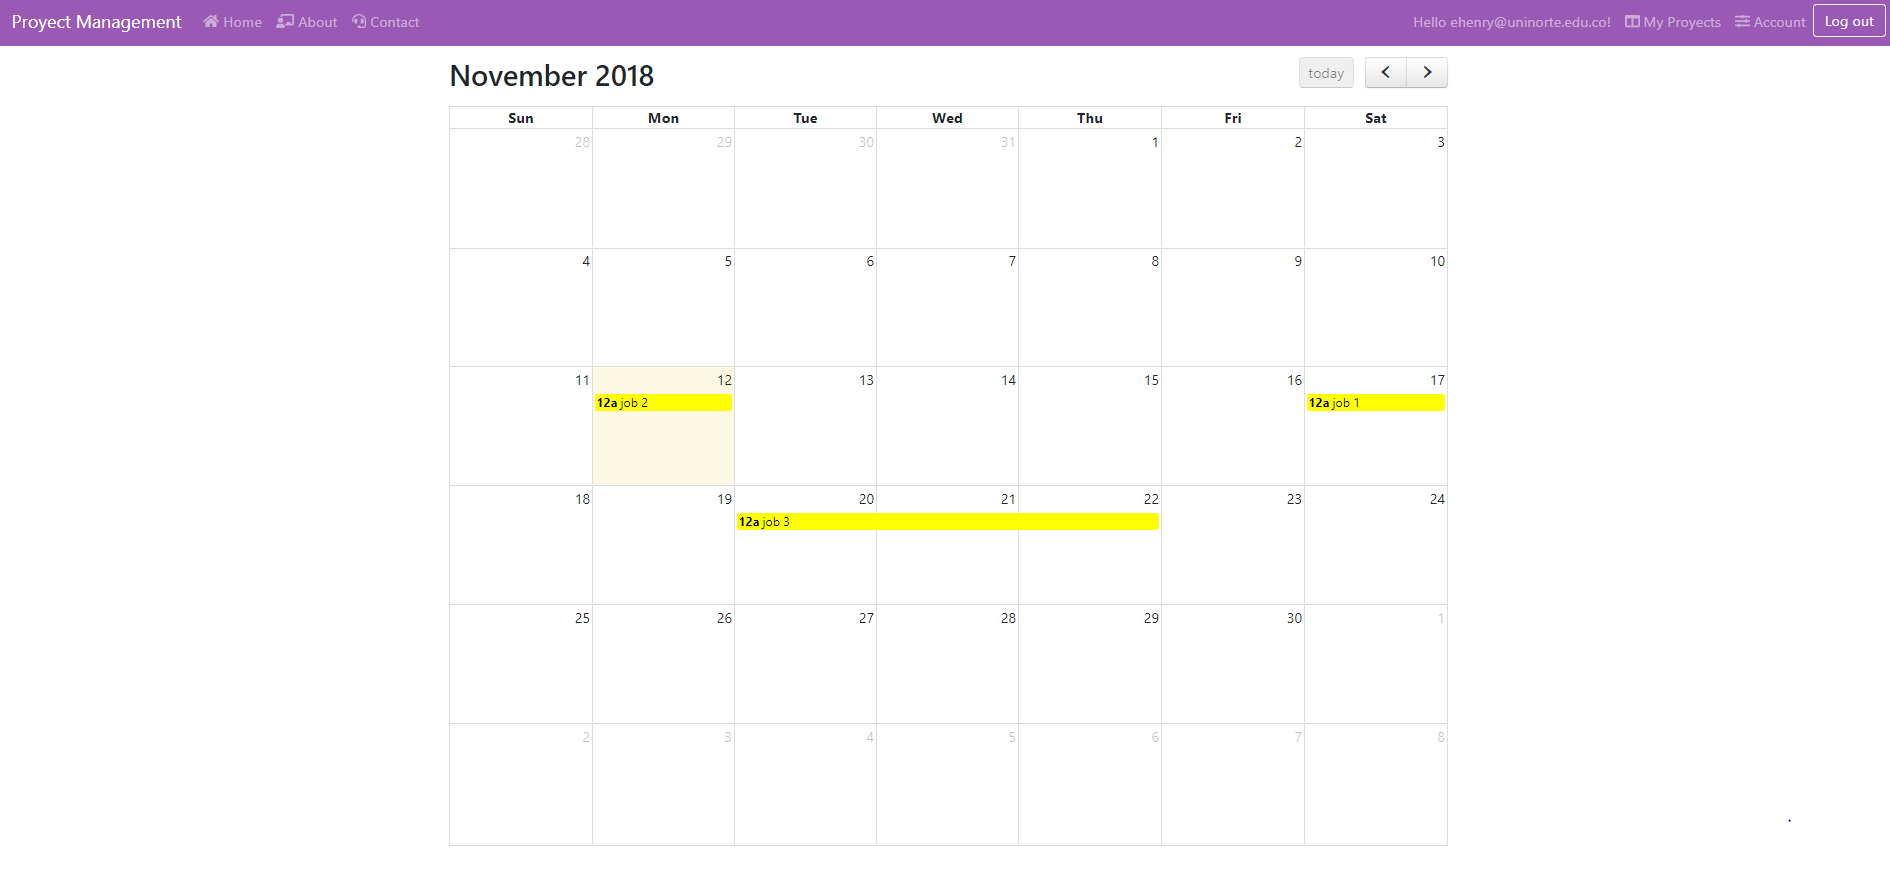 Proyect Management Home About Contact Hello ehenry@uninorte.edu.co! My Proyects Account Log out
November 2018 today
Sun Mon Tue Wed Thu Fri Sat
28 29 30 31 1 2 3
4 5 6 7 8 9 10
11 12 13 14 15 16 17
12a job 2 12a job 1
18 19 20 21 22 23 24
12a job 3
25 26 27 28 29 30 1
2 3 4 5 6 7 8